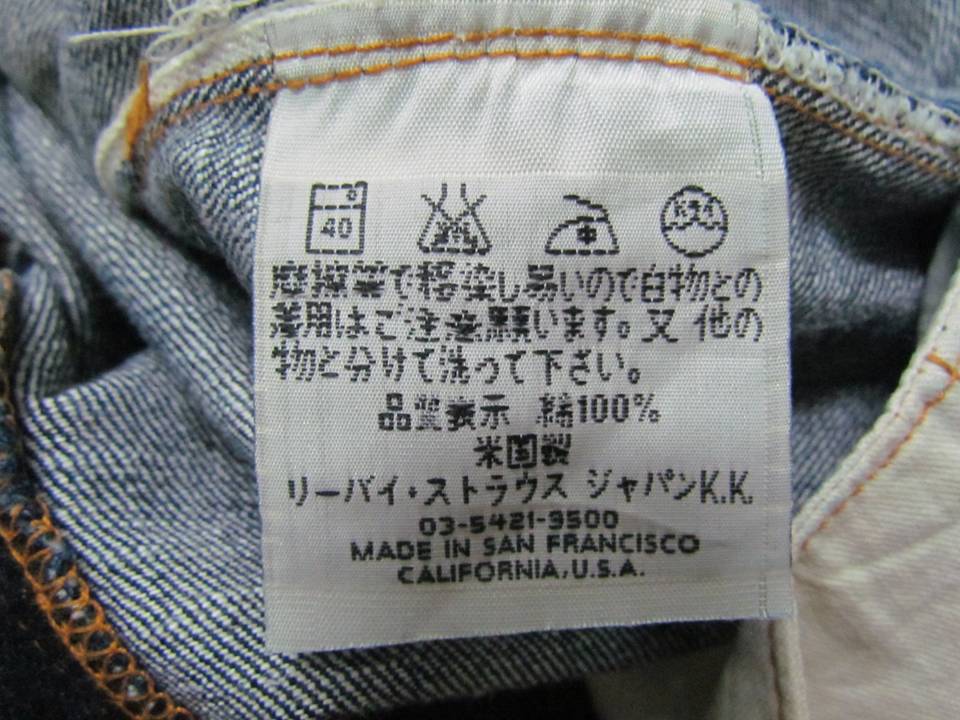 40
摩擦等で移染し易いので白物との
着用はご注意願います。又 他の
物と分けて洗って下さい。
品質表示 綿100%
米国製
リーバイ・ストラウス ジャパンK.K.
03-5421-9500
MADE IN SAN FRANCISCO
CALIFORNIA, U.S.A.